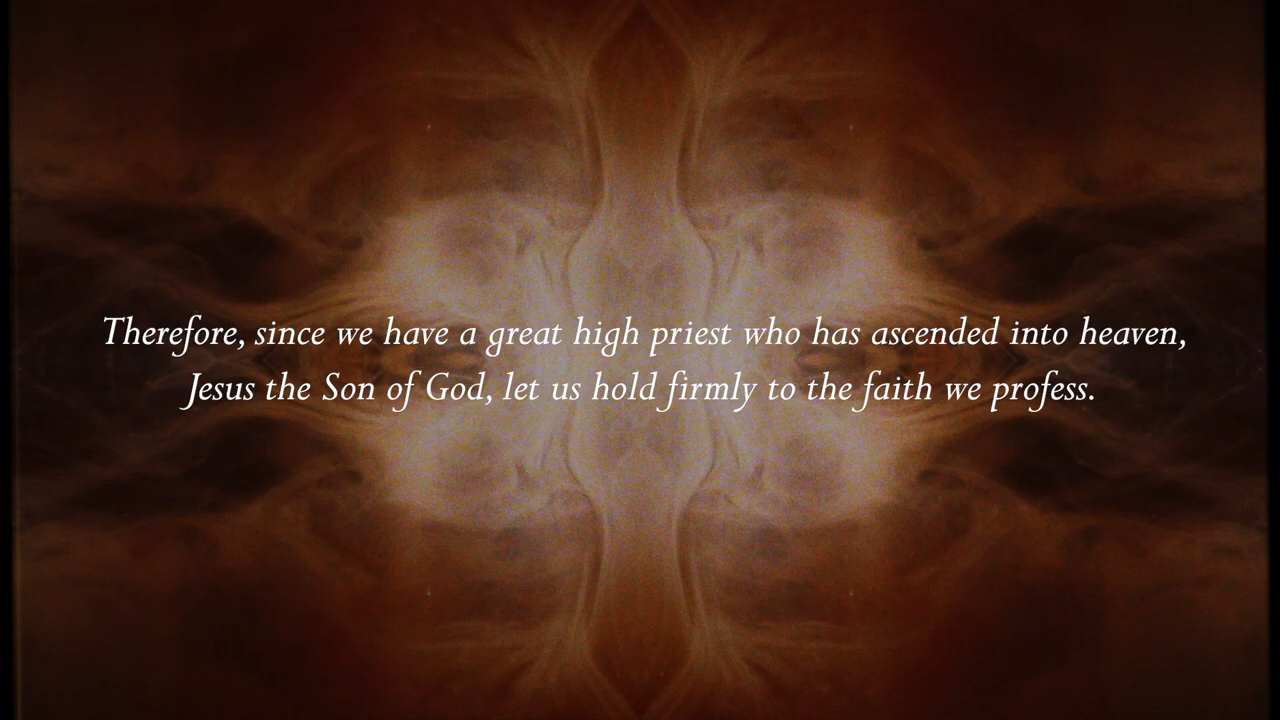 Therefore, since we have a great high priest who has ascended into heaven,
Jesus the Son of God, let us hold firmly to the faith we profess.